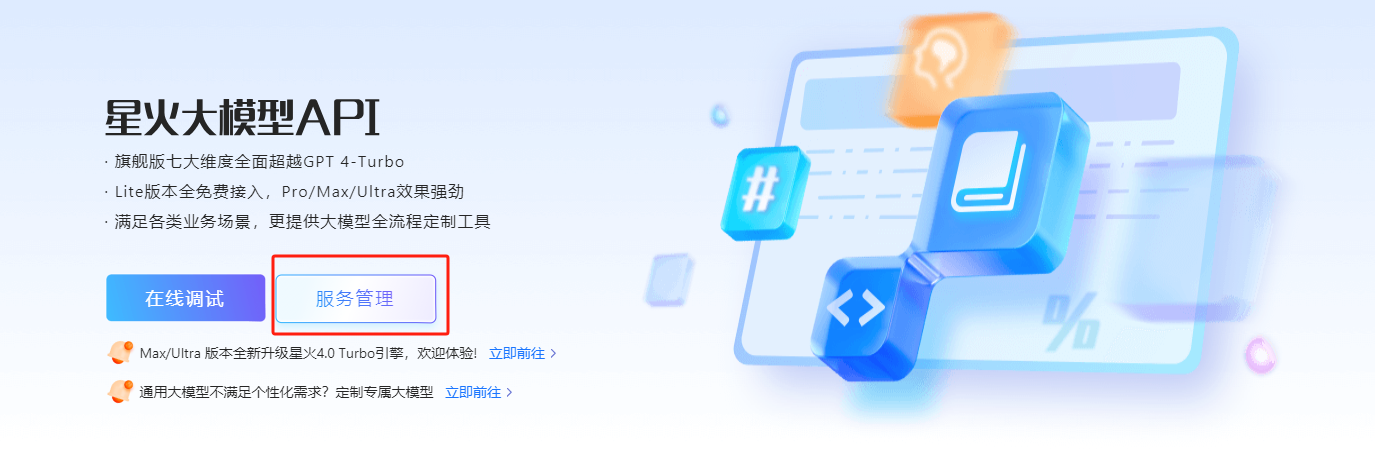 星火大模型API
· 旗舰版七大维度全面超越GPT 4-Turbo
· Lite版本全免费接入，Pro/Max/Ultra效果强劲
· 满足各类业务场景，更提供大模型全流程定制工具
在线调试 服务管理
Max/Ultra 版本全新升级星火4.0 Turbo引擎，欢迎体验! 立即前往 >
通用大模型不满足个性化需求？定制专属大模型 立即前往 >
#
%